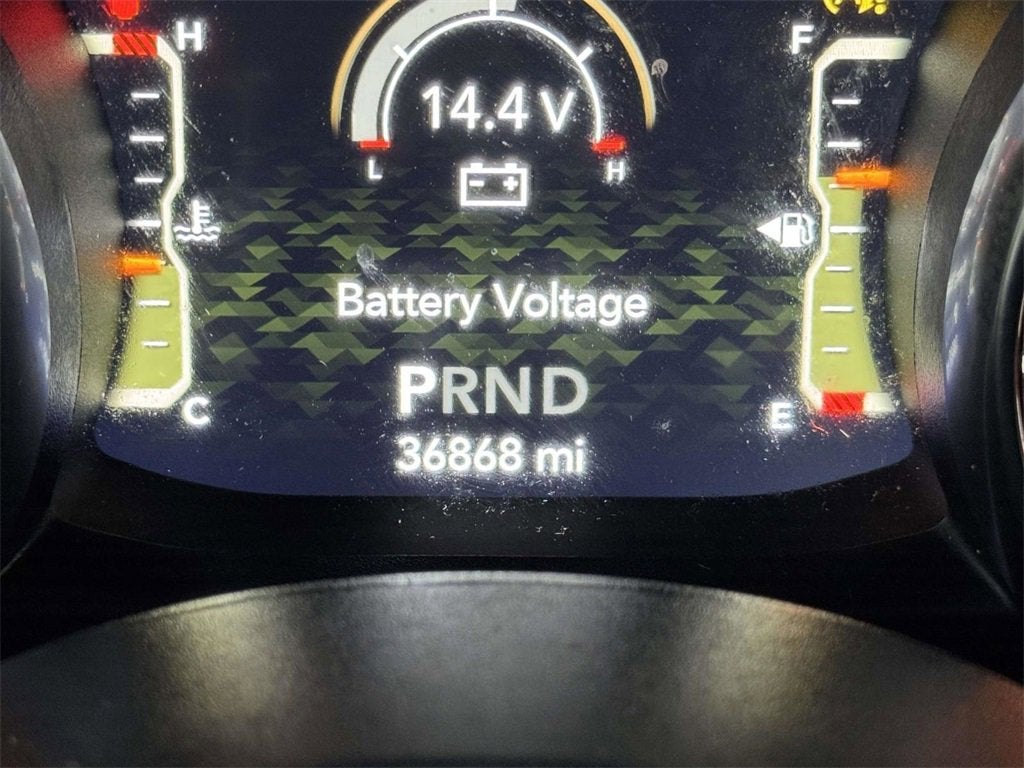 H
F
14.4 V
L
H
Battery Voltage
PRND
C
E
36868 mi